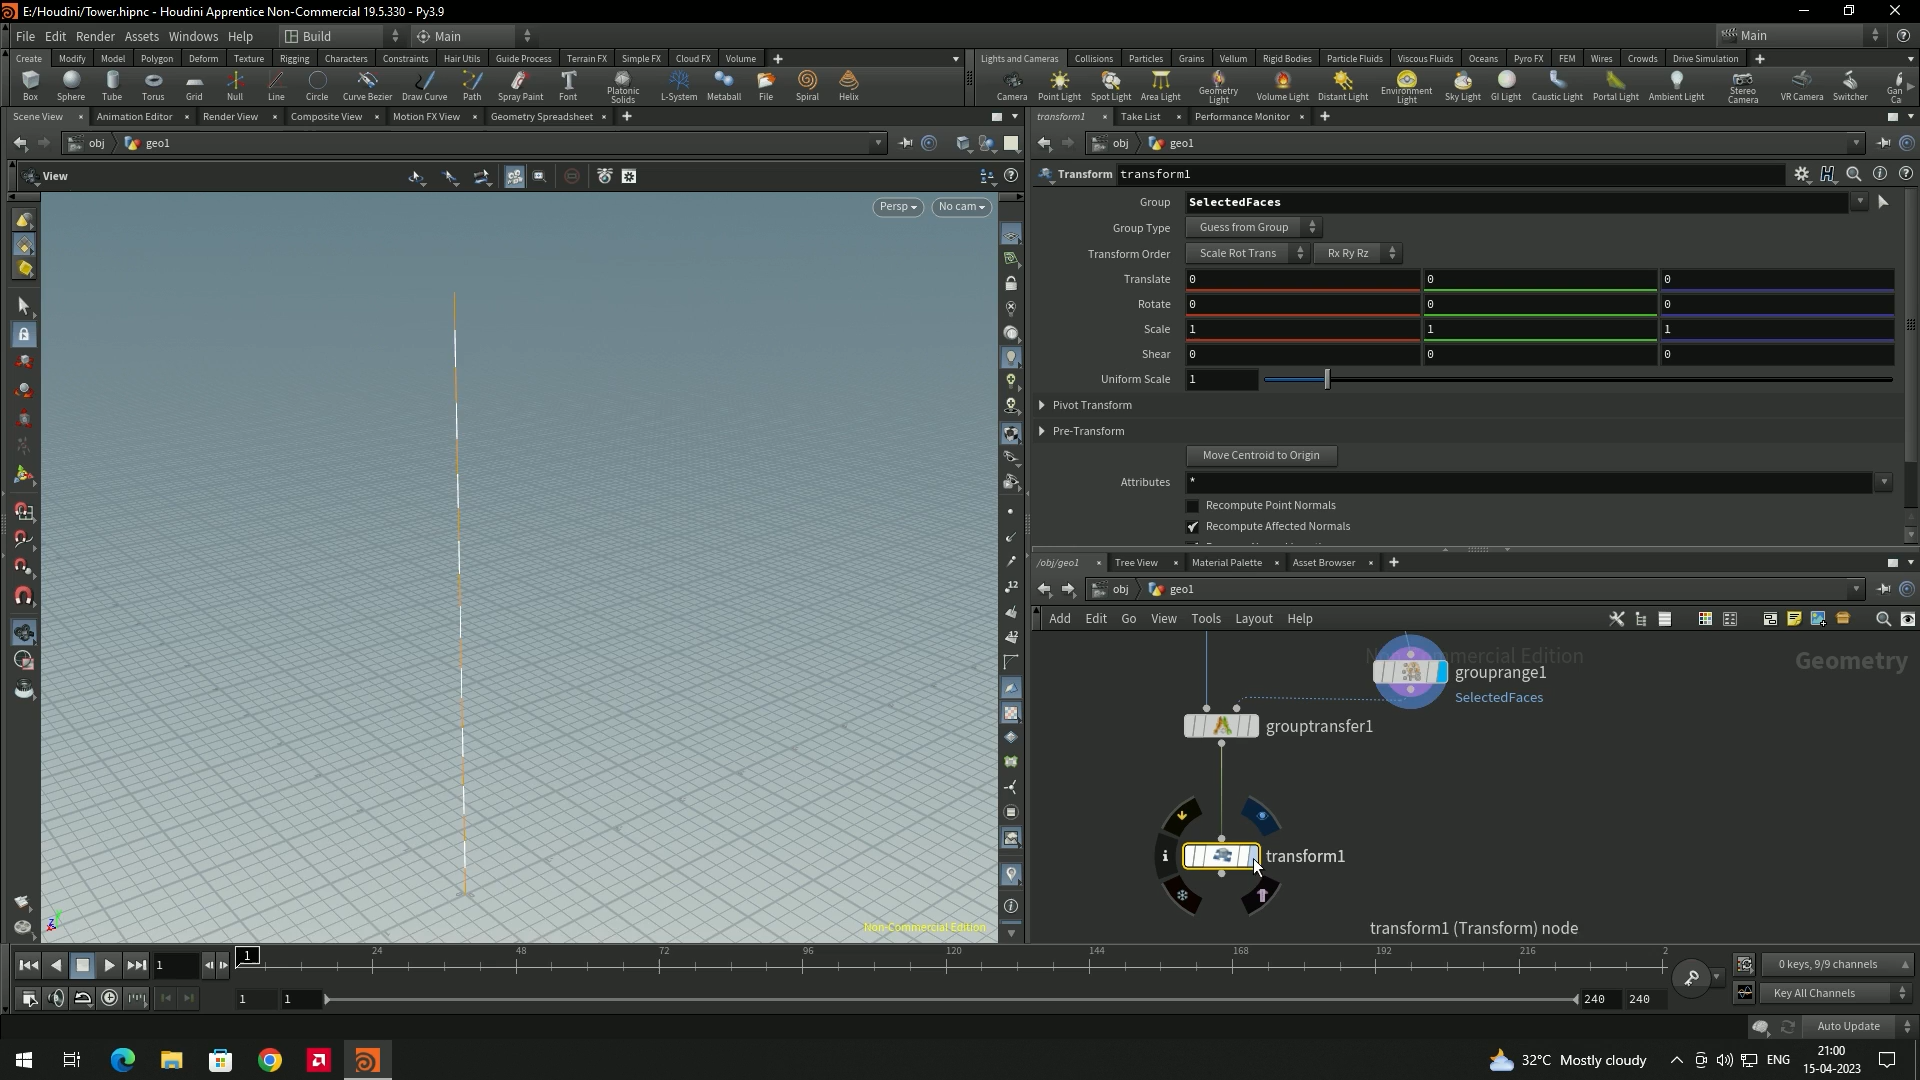 E:/Houdini/Tower.hipnc - Houdini Apprentice Non-Commercial 19.5.330 - Py3.9
File Edit Render Assets Windows Help Build Main Main
Create Modify Model Polygon Deform Texture Rigging Characters Constraints Hair Utils Guide Process Terrain FX Simple FX Cloud FX Volume
Lights and Cameras Collisions Particles Grains Vellum Rigid Bodies Particle Fluids Viscous Fluids Oceans Pyro FX FEM Wires Crowds Drive Simulation
Box Sphere Tube Torus Grid Null Line Circle Curve Bezier Draw Curve Path Spray Paint Font Platonic Solids L-System Metaball File Spiral Helix
Camera Point Light Spot Light Area Light Geometry Light Volume Light Distant Light Environment Light Sky Light GI Light Caustic Light Portal Light Ambient Light Stereo Camera VR Camera Switcher Gan Ca
Scene View Animation Editor Render View Composite View Motion FX View Geometry Spreadsheet
transform1 Take List Performance Monitor
obj geo1
obj geo1
View
Persp No cam
Transform transform1
Group SelectedFaces
Group Type Guess from Group
Transform Order Scale Rot Trans Rx Ry Rz
Translate 0 0 0
Rotate 0 0 0
Scale 1 1 1
Shear 0 0 0
Uniform Scale 1
Pivot Transform
Pre-Transform
Move Centroid to Origin
Attributes *
Recompute Point Normals
Recompute Affected Normals
/obj/geo1 Tree View Material Palette Asset Browser
obj geo1
Add Edit Go View Tools Layout Help
Geometry
grouprange1
SelectedFaces
grouptransfer1
transform1
transform1 (Transform) node
12
12
Non-Commercial Edition
1 1 24 48 72 96 120 144 168 192 216 2
0 keys, 9/9 channels
1 1 240 240
Key All Channels
Auto Update
32°C Mostly cloudy ENG
21:00
15-04-2023